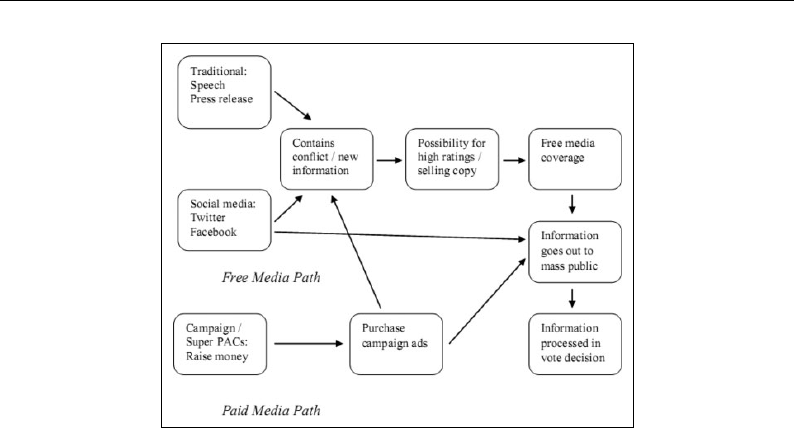 Traditional:
Speech
Press release
Contains
conflict / new
information
Possibility for
high ratings /
selling copy
Free media
coverage
Social media:
Twitter
Facebook
Information
goes out to
mass public
Free Media Path
Campaign /
Super PACs:
Raise money
Purchase
campaign ads
Information
processed in
vote decision
Paid Media Path